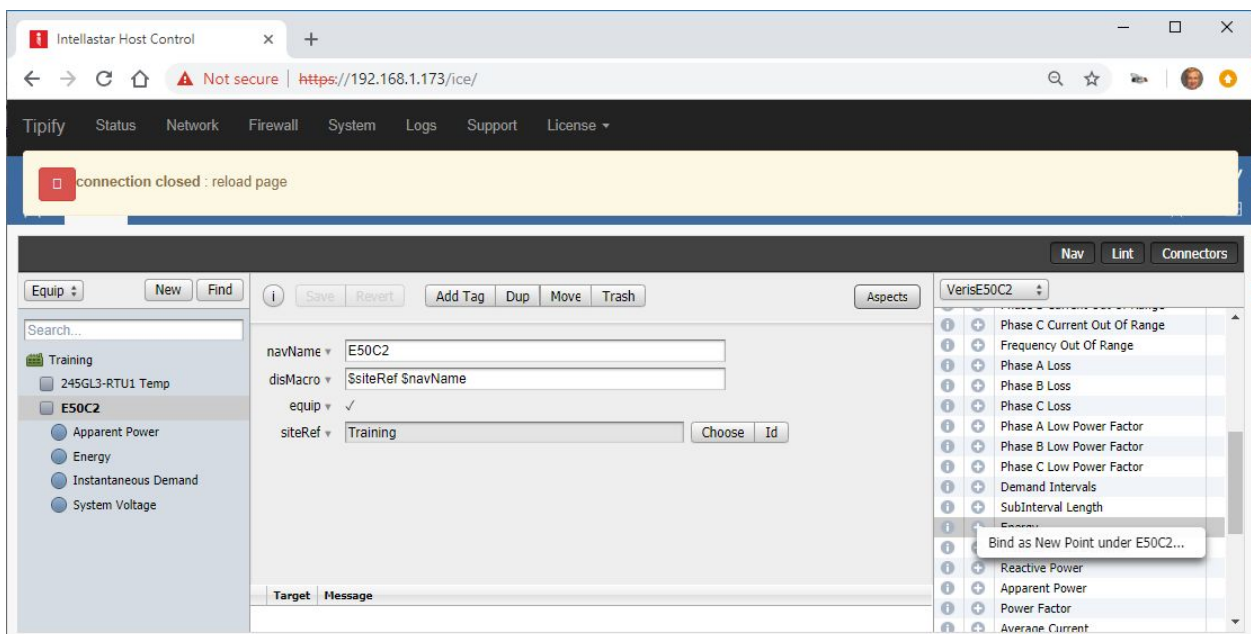 Intellastar Host Control
Not secure | https://192.168.1.173/ice/
Tipify Status Network Firewall System Logs Support License
connection closed : reload page
Nav Lint Connectors
Equip New Find
Save Revert Add Tag Dup Move Trash Aspects
VerisE50C2
Search...
Training
245GL3-RTU1 Temp
E50C2
Apparent Power
Energy
Instantaneous Demand
System Voltage
navName E50C2
disMacro $siteRef $navName
equip ✓
siteRef Training Choose Id
Target Message
Phase C Current Out Of Range
Frequency Out Of Range
Phase A Loss
Phase B Loss
Phase C Loss
Phase A Low Power Factor
Phase B Low Power Factor
Phase C Low Power Factor
Demand Intervals
SubInterval Length
Energy
Bind as New Point under E50C2...
Reactive Power
Apparent Power
Power Factor
Average Current